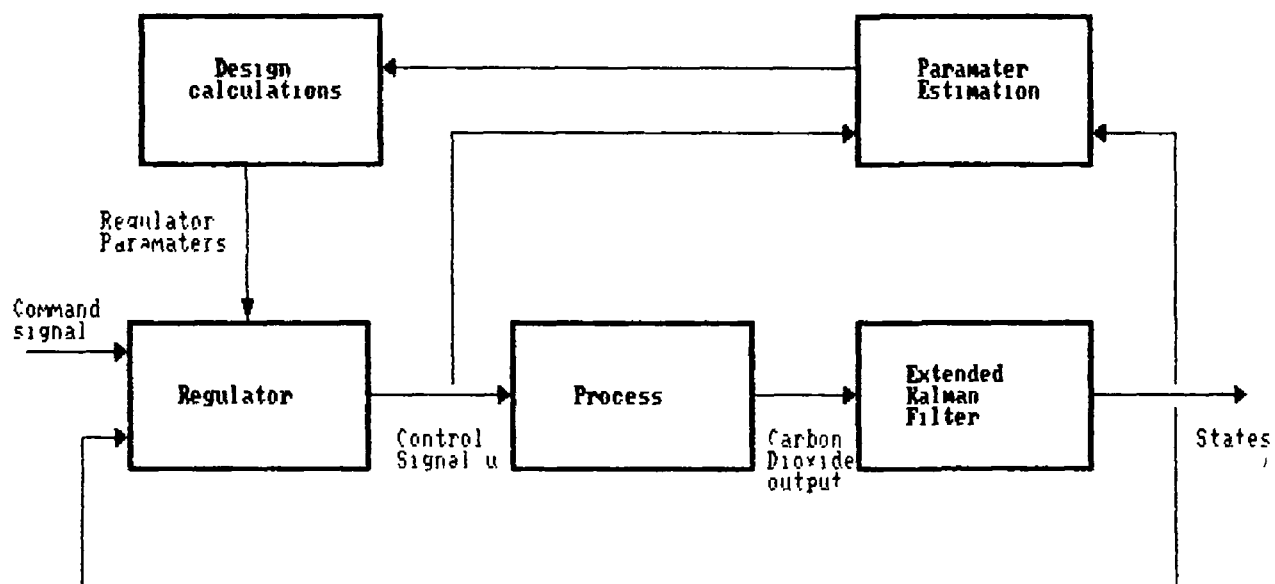 Design
calculations
Paramater
Estimation
Regulator
Paramaters
Command
signal
Regulator
Process
Extended
Kalman
Filter
Control
Signal u
Carbon
Dioxide
output
States